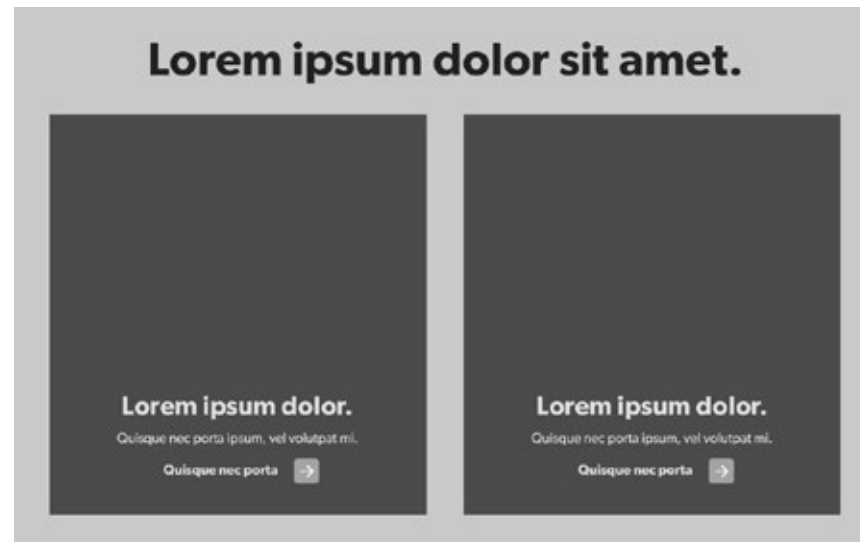 Lorem ipsum dolor sit amet.
Lorem ipsum dolor.
Quisque nec porta ipsum, vel volutpat mi.
Quisque nec porta
Lorem ipsum dolor.
Quisque nec porta ipsum, vel volutpat mi.
Quisque nec porta